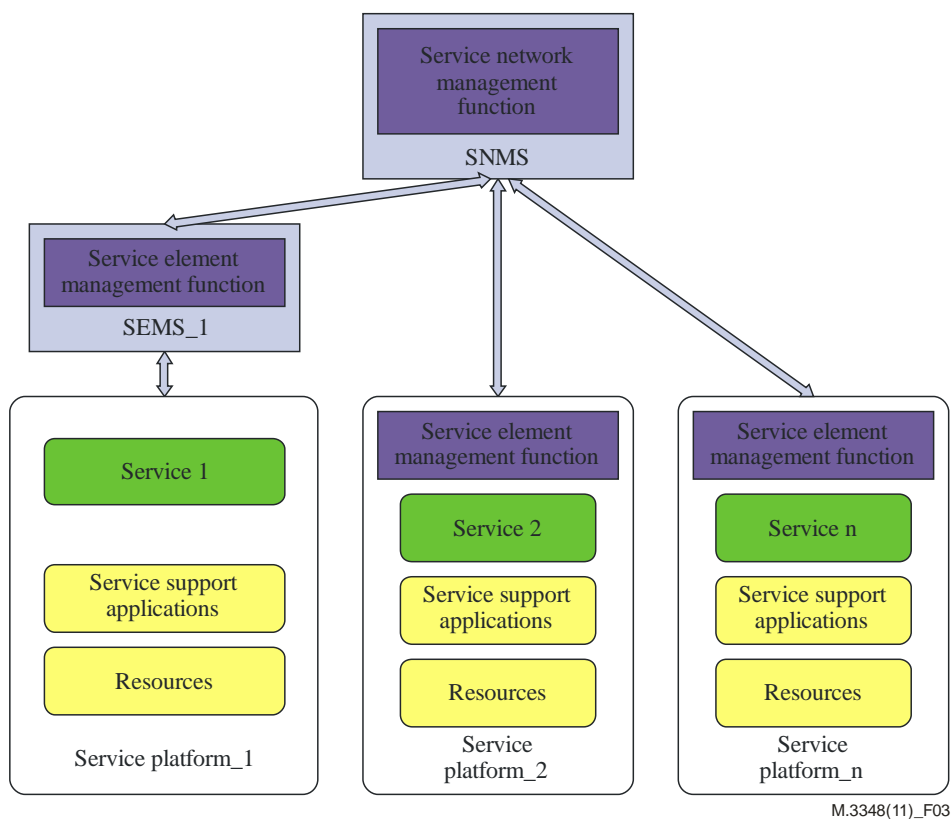 Service network
management
function
SNMS
Service element
management function
SEMS_1
Service 1
Service support
applications
Resources
Service platform_1
Service element
management function
Service 2
Service support
applications
Resources
Service
platform_2
Service element
management function
Service n
Service support
applications
Resources
Service
platform_n
M.3348(11)_F03